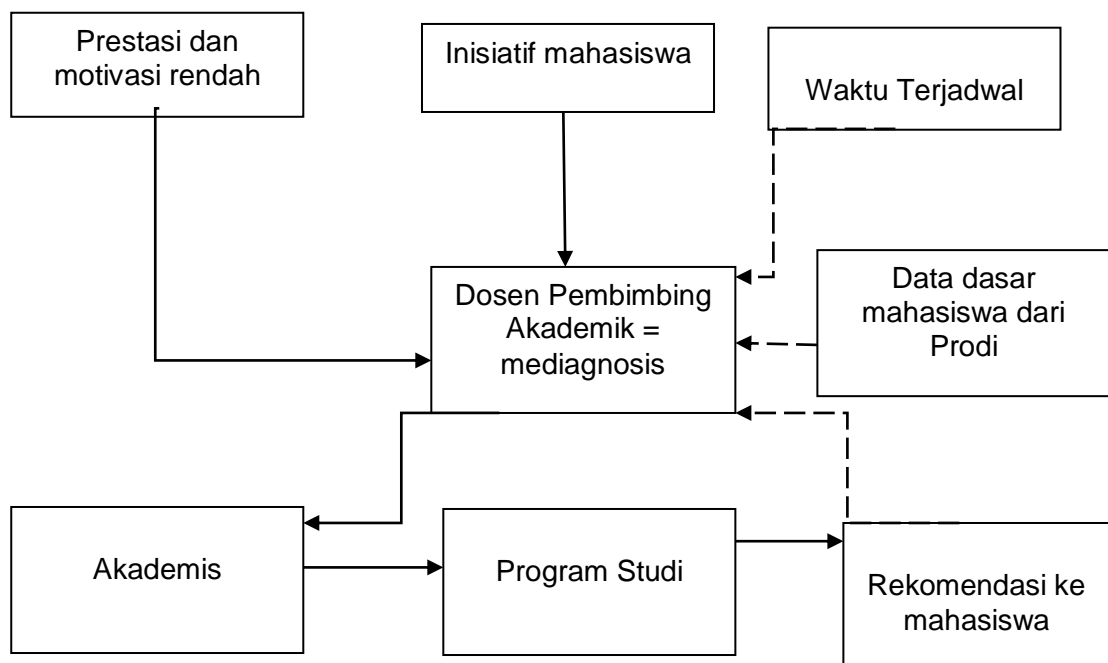 Prestasi dan
motivasi rendah
Inisiatif mahasiswa
Waktu Terjadwal
Dosen Pembimbing
Akademik =
mediagnosis
Data dasar
mahasiswa dari
Prodi
Akademis
Program Studi
Rekomendasi ke
mahasiswa